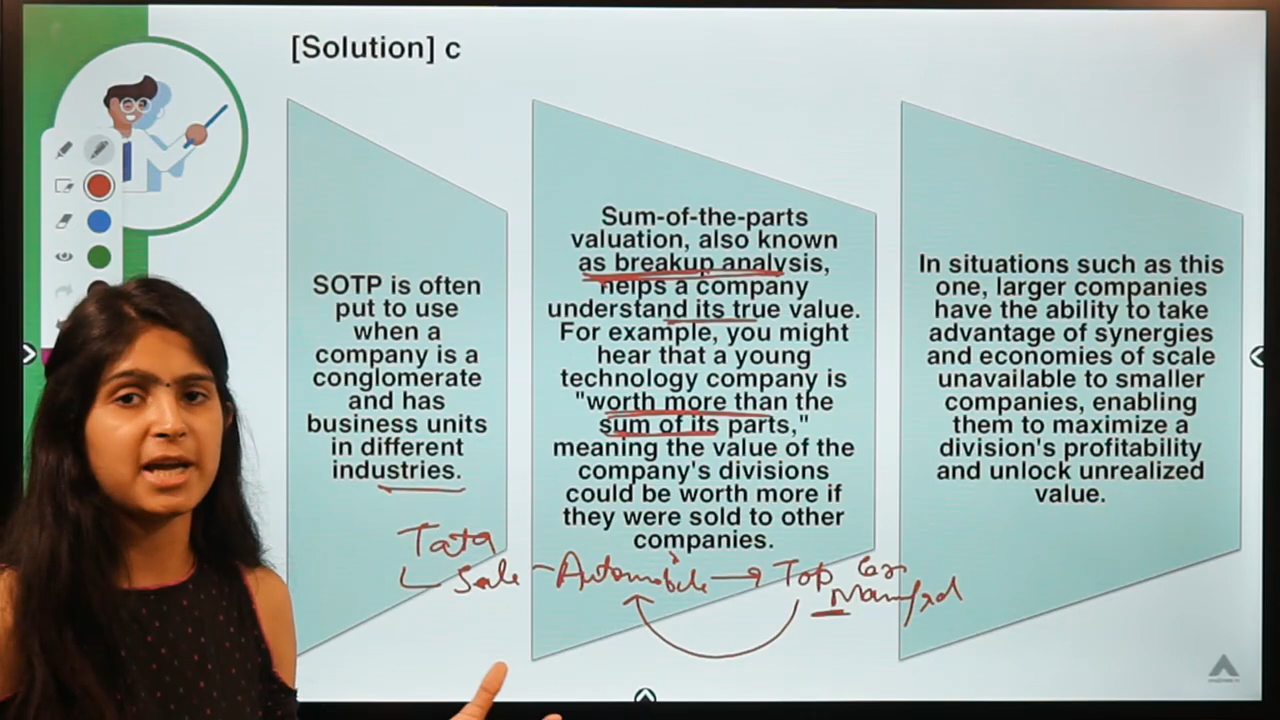 [Solution] c
SOTP is often
put to use
when a
company is a
conglomerate
and has
business units
in different
industries.
Sum-of-the-parts
valuation, also known
as breakup analysis,
helps a company
understand its true value.
For example, you might
hear that a young
technology company is
"worth more than the
sum of its parts,"
meaning the value of the
company's divisions
could be worth more if
they were sold to other
companies.
In situations such as this
one, larger companies
have the ability to take
advantage of synergies
and economies of scale
unavailable to smaller
companies, enabling
them to maximize a
division's profitability
and unlock unrealized
value.
Tata
Sale - Automobile → Top Car